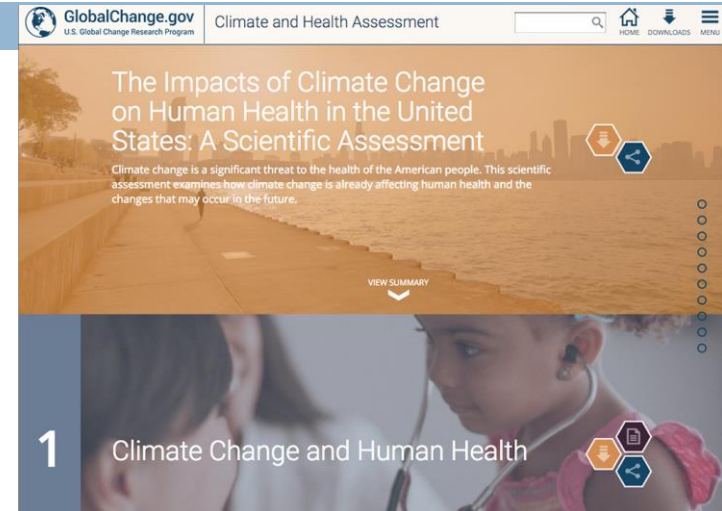 GlobalChange.gov
U.S. Global Change Research Program
Climate and Health Assessment
HOME
DOWNLOADS
MENU
The Impacts of Climate Change
on Human Health in the United
States: A Scientific Assessment
Climate change is a significant threat to the health of the American people. This scientific
assessment examines how climate change is already affecting human health and the
changes that may occur in the future.
VIEW SUMMARY
1
Climate Change and Human Health